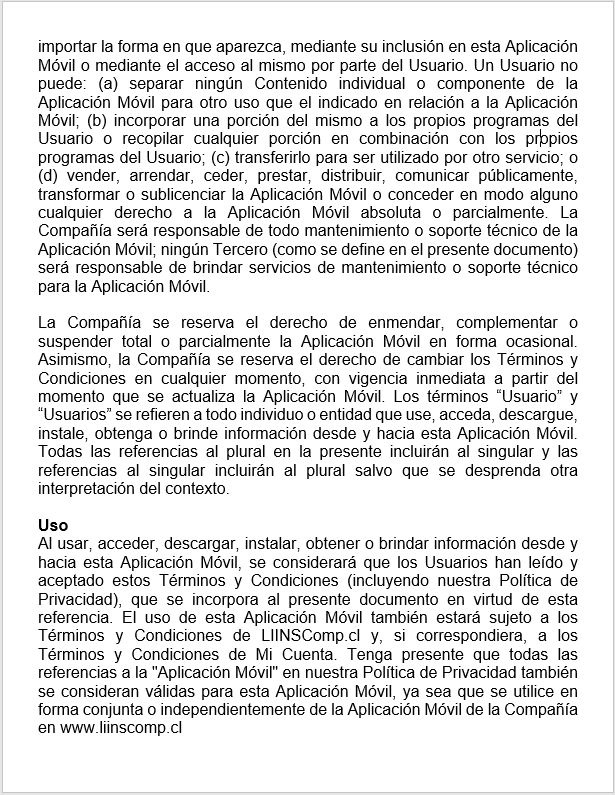 importar la forma en que aparezca, mediante su inclusión en esta Aplicación
Móvil o mediante el acceso al mismo por parte del Usuario. Un Usuario no
puede: (a) separar ningún Contenido individual o componente de la
Aplicación Móvil para otro uso que el indicado en relación a la Aplicación
Móvil; (b) incorporar una porción del mismo a los propios programas del
Usuario o recopilar cualquier porción en combinación con los propios
programas del Usuario; (c) transferirlo para ser utilizado por otro servicio; o
(d) vender, arrendar, ceder, prestar, distribuir, comunicar públicamente,
transformar o sublicenciar la Aplicación Móvil o conceder en modo alguno
cualquier derecho a la Aplicación Móvil absoluta o parcialmente. La
Compañía será responsable de todo mantenimiento o soporte técnico de la
Aplicación Móvil; ningún Tercero (como se define en el presente documento)
será responsable de brindar servicios de mantenimiento o soporte técnico
para la Aplicación Móvil.
La Compañía se reserva el derecho de enmendar, complementar o
suspender total o parcialmente la Aplicación Móvil en forma ocasional.
Asimismo, la Compañía se reserva el derecho de cambiar los Términos y
Condiciones en cualquier momento, con vigencia inmediata a partir del
momento que se actualiza la Aplicación Móvil. Los términos “Usuario” y
“Usuarios” se refieren a todo individuo o entidad que use, acceda, descargue,
instale, obtenga o brinde información desde y hacia esta Aplicación Móvil.
Todas las referencias al plural en la presente incluirán al singular y las
referencias al singular incluirán al plural salvo que se desprenda otra
interpretación del contexto.
Uso
Al usar, acceder, descargar, instalar, obtener o brindar información desde y
hacia esta Aplicación Móvil, se considerará que los Usuarios han leído y
aceptado estos Términos y Condiciones (incluyendo nuestra Política de
Privacidad), que se incorpora al presente documento en virtud de esta
referencia. El uso de esta Aplicación Móvil también estará sujeto a los
Términos y Condiciones de LIINSComp.cl y, si correspondiera, a los
Términos y Condiciones de Mi Cuenta. Tenga presente que todas las
referencias a la "Aplicación Móvil" en nuestra Política de Privacidad también
se consideran válidas para esta Aplicación Móvil, ya sea que se utilice en
forma conjunta o independientemente de la Aplicación Móvil de la Compañía
en www.liinscomp.cl